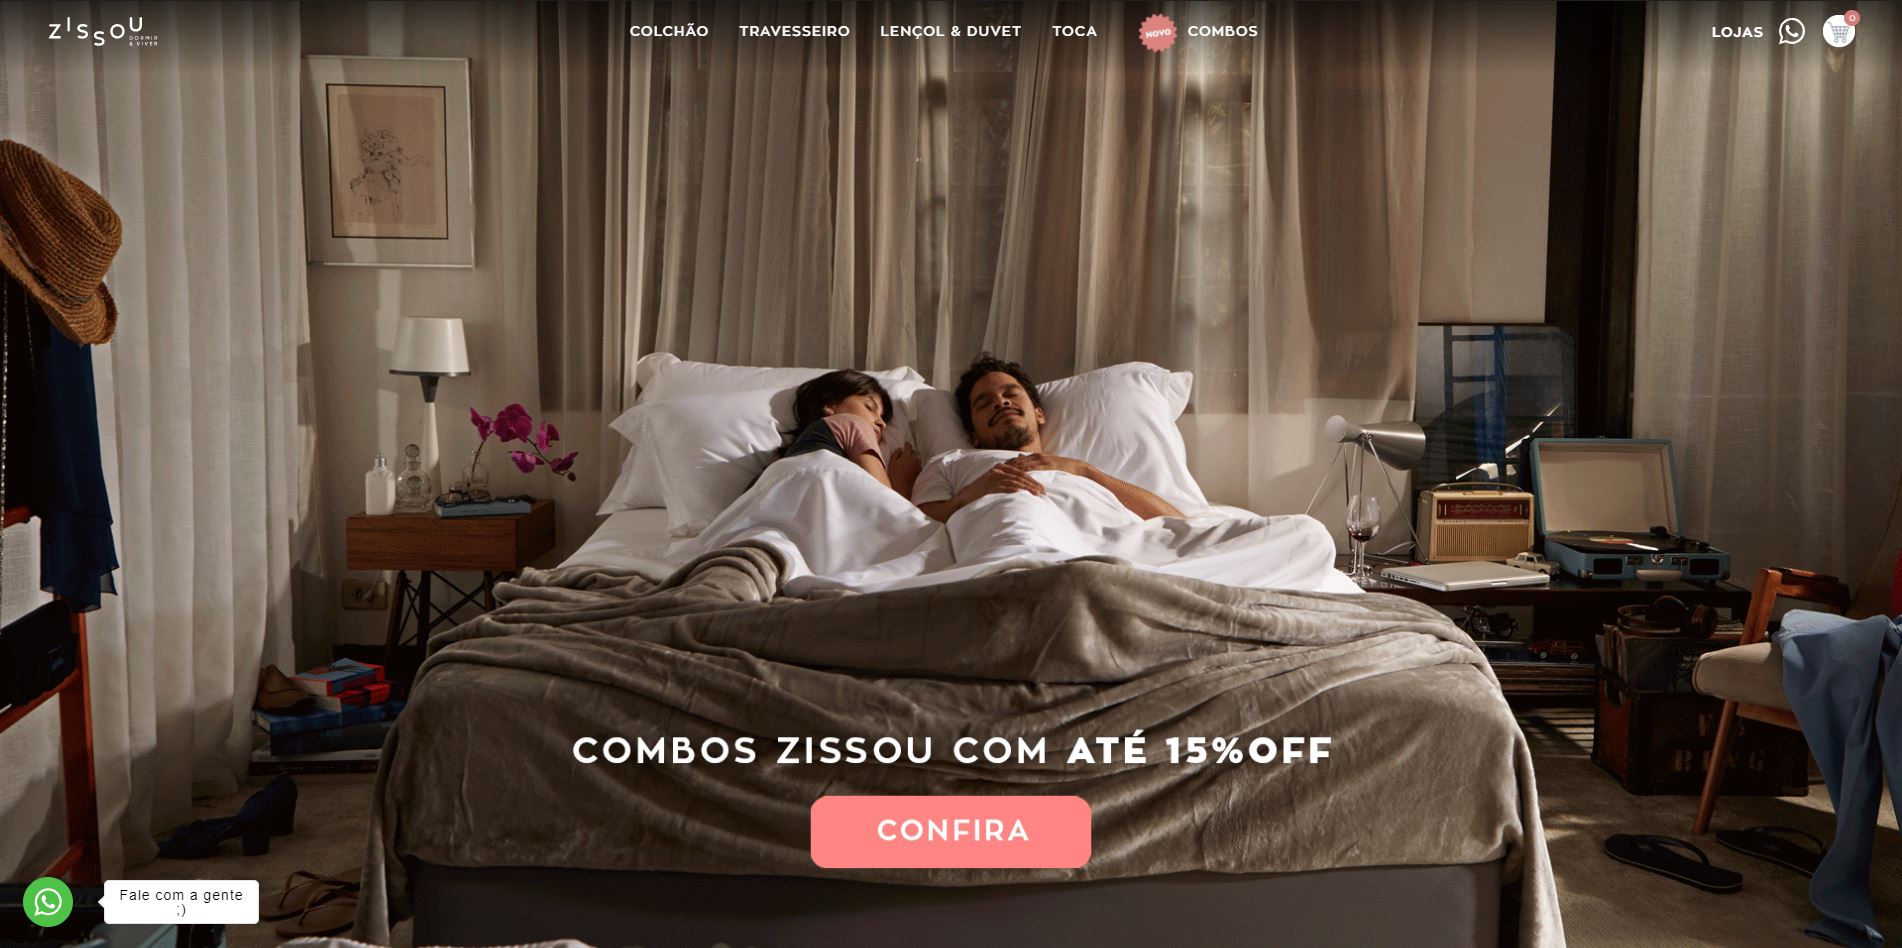 ZISSOU
DORMIR
& VIVER
COLCHÃO
TRAVESSEIRO
LENÇOL & DUVET
TOCA
NOVO
COMBOS
LOJAS
0
COMBOS ZISSOU COM ATÉ 15%OFF
CONFIRA
Fale com a gente
;)